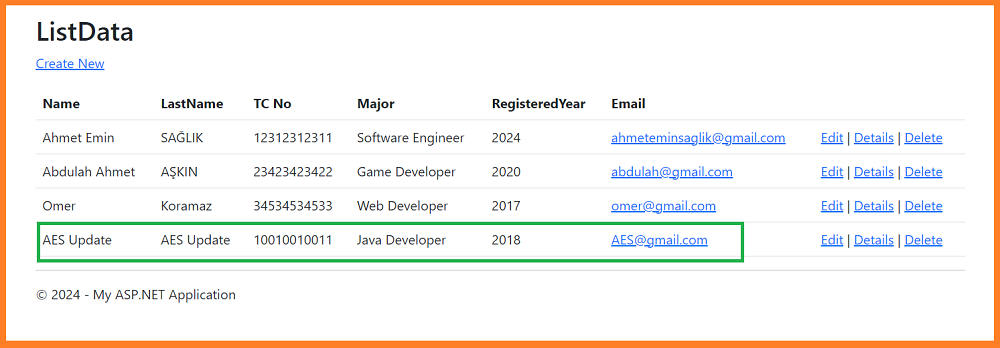 ListData
Create New
Name LastName TC No Major RegisteredYear Email
Ahmet Emin SAĞLIK 12312312311 Software Engineer 2024 ahmeteminsaglik@gmail.com Edit | Details | Delete
Abdulah Ahmet AŞKIN 23423423422 Game Developer 2020 abdulah@gmail.com Edit | Details | Delete
Omer Koramaz 34534534533 Web Developer 2017 omer@gmail.com Edit | Details | Delete
AES Update AES Update 10010010011 Java Developer 2018 AES@gmail.com Edit | Details | Delete
© 2024 - My ASP.NET Application